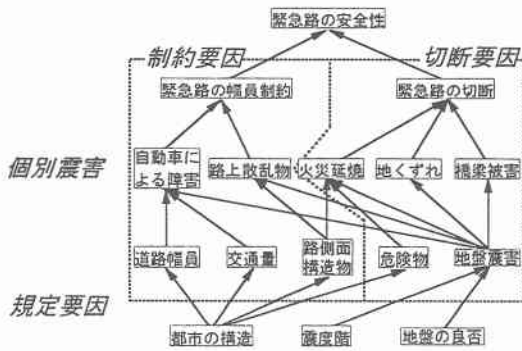 緊急路の安全性
制約要因
切断要因
緊急路の幅員制約
緊急路の切断
個別震害
自動車に
よる障害
路上散乱物
火災延焼
地くずれ
橋梁被害
道路幅員
交通量
路側面
構造物
危険物
地盤震害
規定要因
都市の構造
震度階
地盤の良否